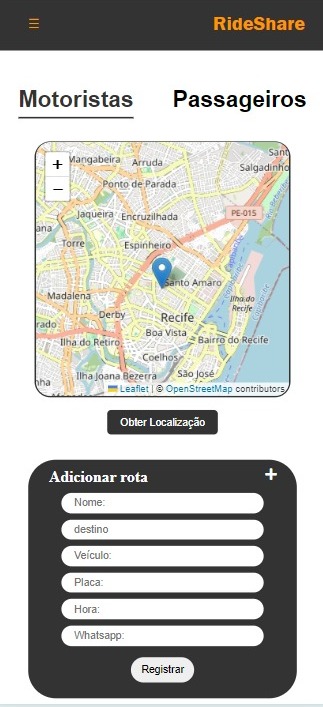 ☰ RideShare
Motoristas Passageiros
+
−
Mangabeira Arruda
Salgadinho
Ponto de Parada
PE-015
Jaqueira Encruzilhada
Torre
Espinheiro
Santo Amaro
Madalena
Ilha do
Recife
Derby
Recife
Boa Vista
Bairro do Recife
Ilha do Retiro
Coelhos
Ilha Joana Bezerra São José
Leaflet | © OpenStreetMap contributors
Obter Localização
Adicionar rota +
Nome:
destino
Veículo:
Placa:
Hora:
Whatsapp:
Registrar